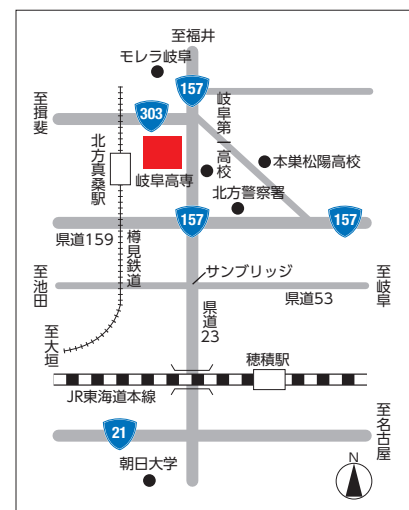 至福井
モレラ岐阜
157
至揖斐
303
岐阜第一高校
北方真桑駅
岐阜高専
本巣松陽高校
北方警察署
157
157
県道159
樽見鉄道
サンブリッジ
至池田
県道53
至岐阜
県道23
至大垣
穂積駅
JR東海道本線
至名古屋
21
朝日大学
N